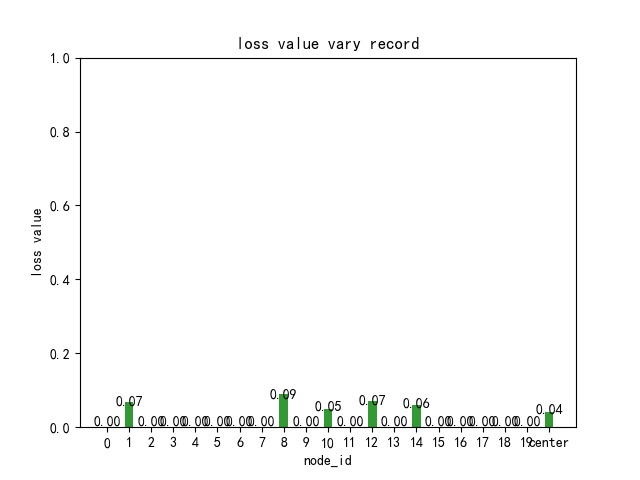 loss value vary record
1.0
0.8
0.6
0.4
0.2
0.0
loss value
0.00 0.07 0.00 0.00 0.00 0.00 0.00 0.00 0.09 0.00 0.05 0.00 0.07 0.00 0.06 0.00 0.00 0.00 0.00 0.00 0.04
0 1 2 3 4 5 6 7 8 9 10 11 12 13 14 15 16 17 18 19 center
node_id